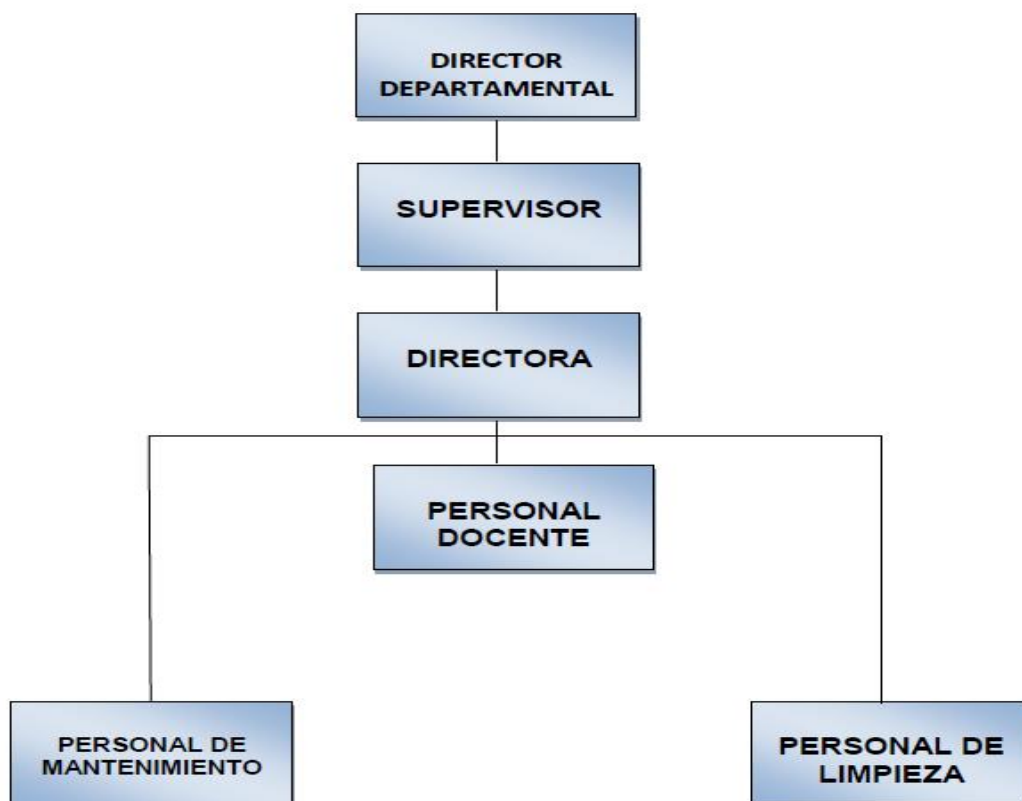 DIRECTOR
DEPARTAMENTAL
SUPERVISOR
DIRECTORA
PERSONAL
DOCENTE
PERSONAL DE
MANTENIMIENTO
PERSONAL DE
LIMPIEZA